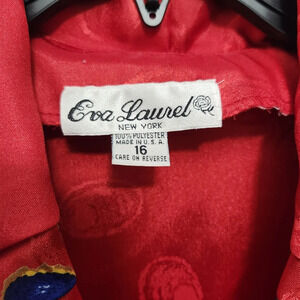 Eva Laurel
NEW YORK
100% POLYESTER
MADE IN U.S.A.
16
CARE ON REVERSE